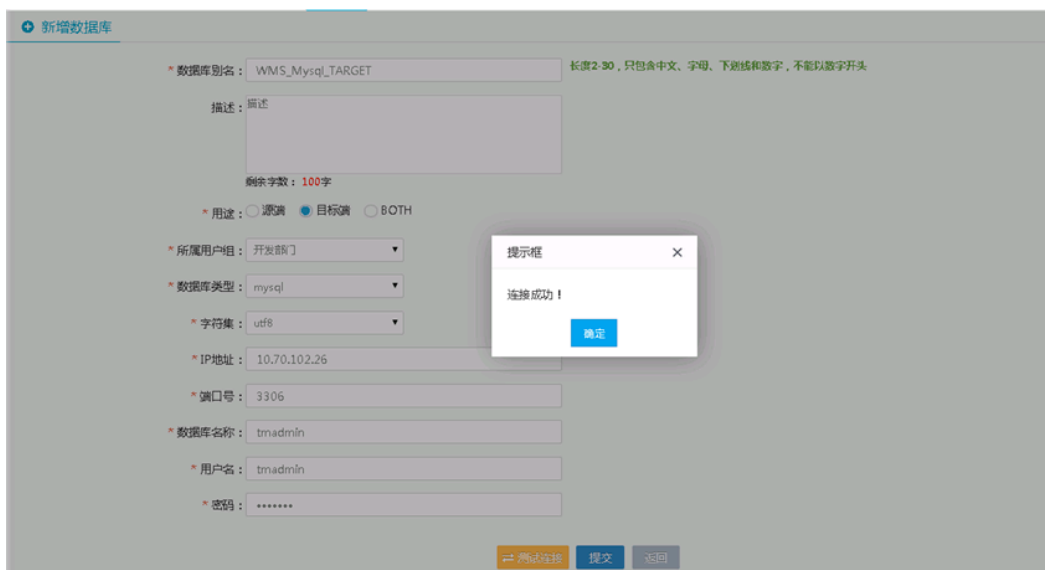 新增数据库
* 数据库别名： WMS_Mysql_TARGET 长度2-30，只包含中文、字母、下划线和数字，不能以数字开头
描述： 描述
剩余字数： 100字
* 用途： 源端 目标端 BOTH
* 所属用户组： 开发部门
提示框 ×
* 数据库类型： mysql
连接成功！
* 字符集： utf8
确定
* IP地址： 10.70.102.26
* 端口号： 3306
* 数据库名称： tmadmin
* 用户名： tmadmin
* 密码： •••••••
测试连接 提交 返回